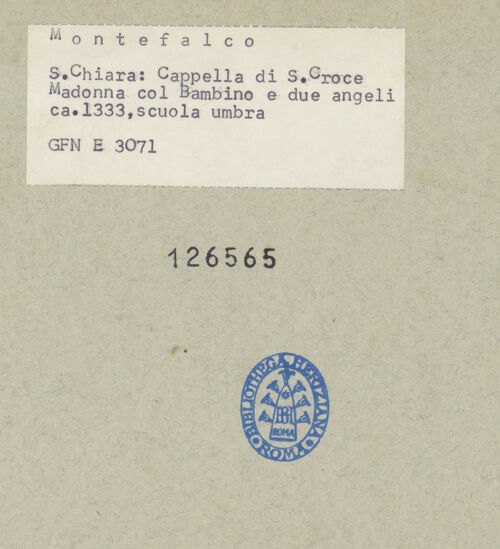 Montefalco
S.Chiara: Cappella di S.Croce
Madonna col Bambino e due angeli
ca.1333,scuola umbra
GFN E 3071
126565
BIBLIOTHECA HERTZIANA
ROMA
ROMA